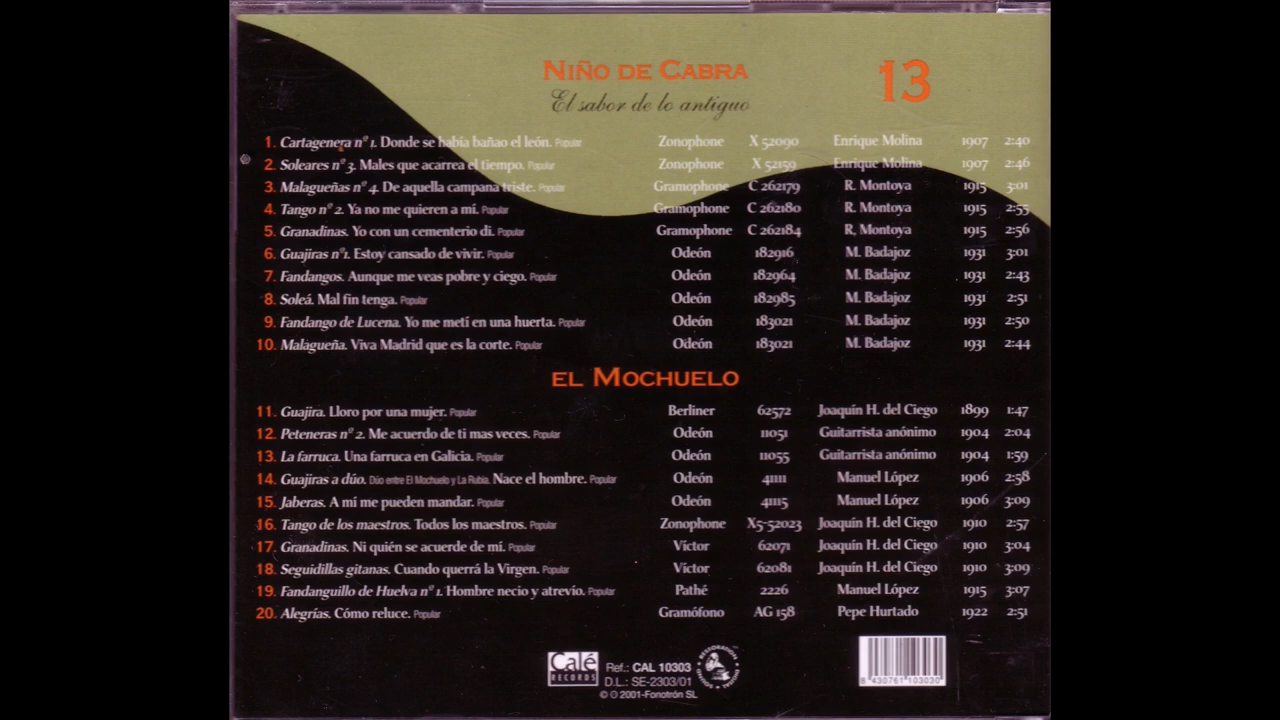 NIÑO DE CABRA
13
El sabor de lo antiguo
1. Cartagenera nº 1. Donde se había bañao el león. Popular Zonophone X 52090 Enrique Molina 1907 2:40
2. Soleares nº 3. Males que acarrea el tiempo. Popular Zonophone X 52159 Enrique Molina 1907 2:46
3. Malagueñas nº 4. De aquella campana triste. Popular Gramophone C 262179 R. Montoya 1915 3:01
4. Tango nº 2. Ya no me quieren a mí. Popular Gramophone C 262180 R. Montoya 1915 2:55
5. Granadinas. Yo con un cementerio di. Popular Gramophone C 262184 R, Montoya 1915 2:56
6. Guajiras nº1. Estoy cansado de vivir. Popular Odeón 182916 M. Badajoz 1931 3:01
7. Fandangos. Aunque me veas pobre y ciego. Popular Odeón 182964 M. Badajoz 1931 2:43
8. Soleá. Mal fin tenga. Popular Odeón 182985 M. Badajoz 1931 2:51
9. Fandango de Lucena. Yo me metí en una huerta. Popular Odeón 183021 M. Badajoz 1931 2:50
10. Malagueña. Viva Madrid que es la corte. Popular Odeón 183021 M. Badajoz 1931 2:44
EL MOCHUELO
11. Guajira. Lloro por una mujer. Popular Berliner 62572 Joaquín H. del Ciego 1899 1:47
12. Peteneras nº 2. Me acuerdo de ti mas veces. Popular Odeón 11051 Guitarrista anónimo 1904 2:04
13. La farruca. Una farruca en Galicia. Popular Odeón 11055 Guitarrista anónimo 1904 1:59
14. Guajiras a dúo. Dúo entre El Mochuelo y La Rubia. Nace el hombre. Popular Odeón 41111 Manuel López 1906 2:58
15. Jaberas. A mí me pueden mandar. Popular Odeón 41115 Manuel López 1906 3:09
16. Tango de los maestros. Todos los maestros. Popular Zonophone X5-52023 Joaquín H. del Ciego 1910 2:57
17. Granadinas. Ni quién se acuerde de mí. Popular Víctor 62071 Joaquín H. del Ciego 1910 3:04
18. Seguidillas gitanas. Cuando querrá la Virgen. Popular Víctor 62081 Joaquín H. del Ciego 1910 3:09
19. Fandanguillo de Huelva nº 1. Hombre necio y atrevío. Popular Pathé 2226 Manuel López 1915 3:07
20. Alegrías. Cómo reluce. Popular Gramófono AG 158 Pepe Hurtado 1922 2:51
Calé
RECORDS
Ref.: CAL 10303
D.L.: SE-2303/01
© ℗ 2001-Fonotrón SL
RESTORATION
8 430761 103030